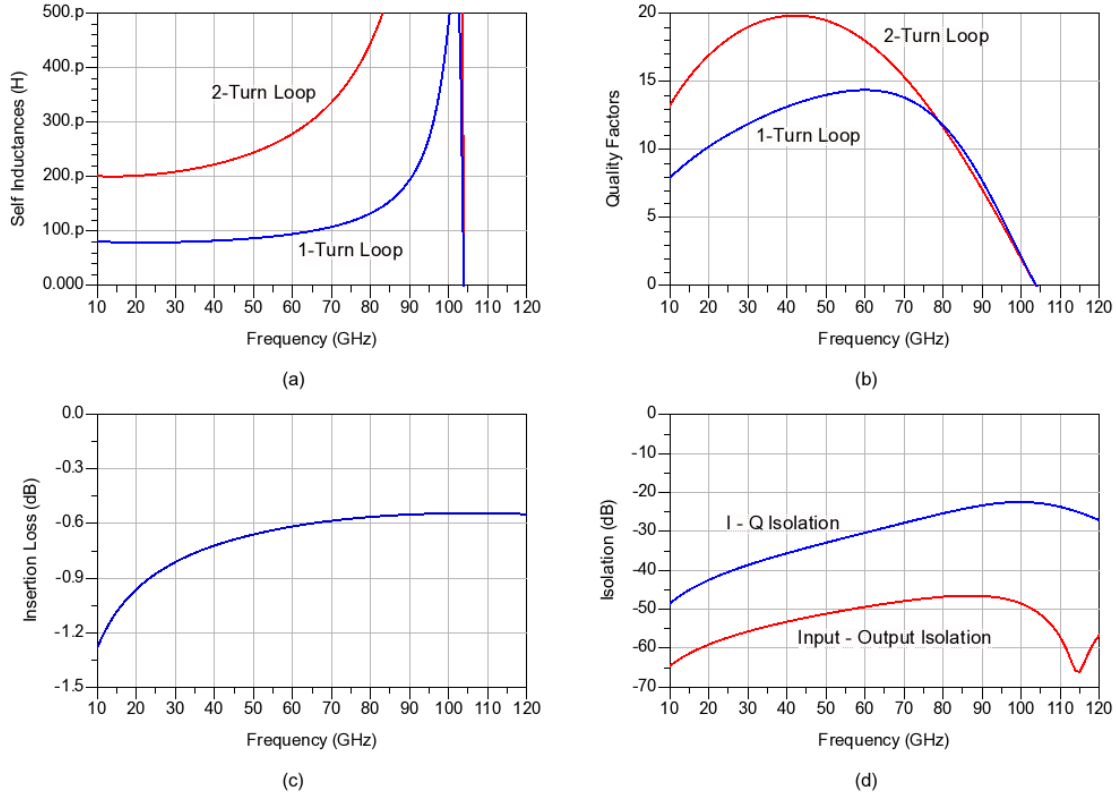 Self Inductances (H)
500.p
400.p
300.p
200.p
100.p
0.000
2-Turn Loop
1-Turn Loop
10 20 30 40 50 60 70 80 90 100 110 120
Frequency (GHz)
(a)
Quality Factors
20
15
10
5
0
2-Turn Loop
1-Turn Loop
10 20 30 40 50 60 70 80 90 100 110 120
Frequency (GHz)
(b)
Insertion Loss (dB)
0.0
-0.3
-0.6
-0.9
-1.2
-1.5
10 20 30 40 50 60 70 80 90 100 110 120
Frequency (GHz)
(c)
Isolation (dB)
0
-10
-20
-30
-40
-50
-60
-70
I - Q Isolation
Input - Output Isolation
10 20 30 40 50 60 70 80 90 100 110 120
Frequency (GHz)
(d)